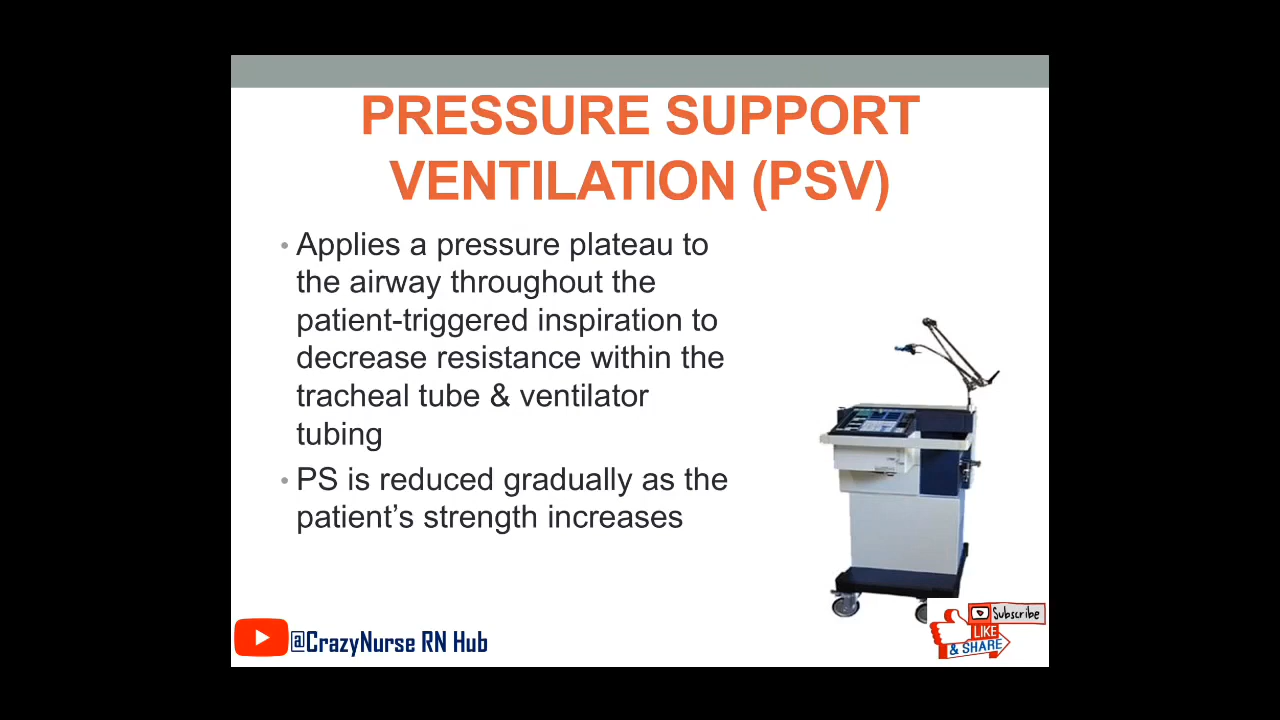 PRESSURE SUPPORT
VENTILATION (PSV)
• Applies a pressure plateau to
the airway throughout the
patient-triggered inspiration to
decrease resistance within the
tracheal tube & ventilator
tubing
• PS is reduced gradually as the
patient’s strength increases
@CrazyNurse RN Hub
Subscribe
LIKE
& SHARE